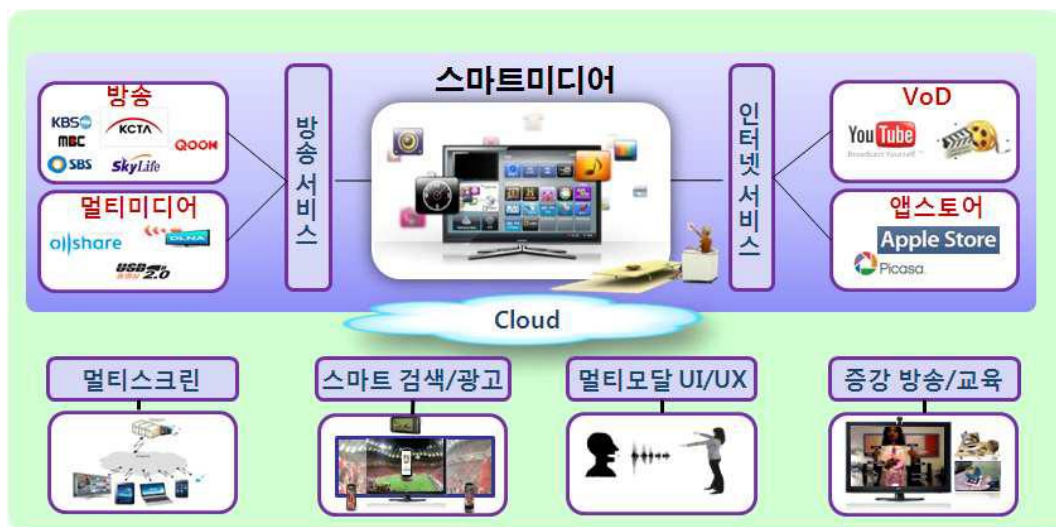 스마트미디어
방송
KBS
KCTA
MBC
QOOK
SBS
SkyLife
멀티미디어
allshare
DLNA
USB 2.0
방송 서비스
인터넷 서비스
VoD
YouTube
Broadcast Yourself
앱스토어
Apple Store
Picasa
Cloud
멀티스크린
스마트 검색/광고
멀티모달 UI/UX
증강 방송/교육